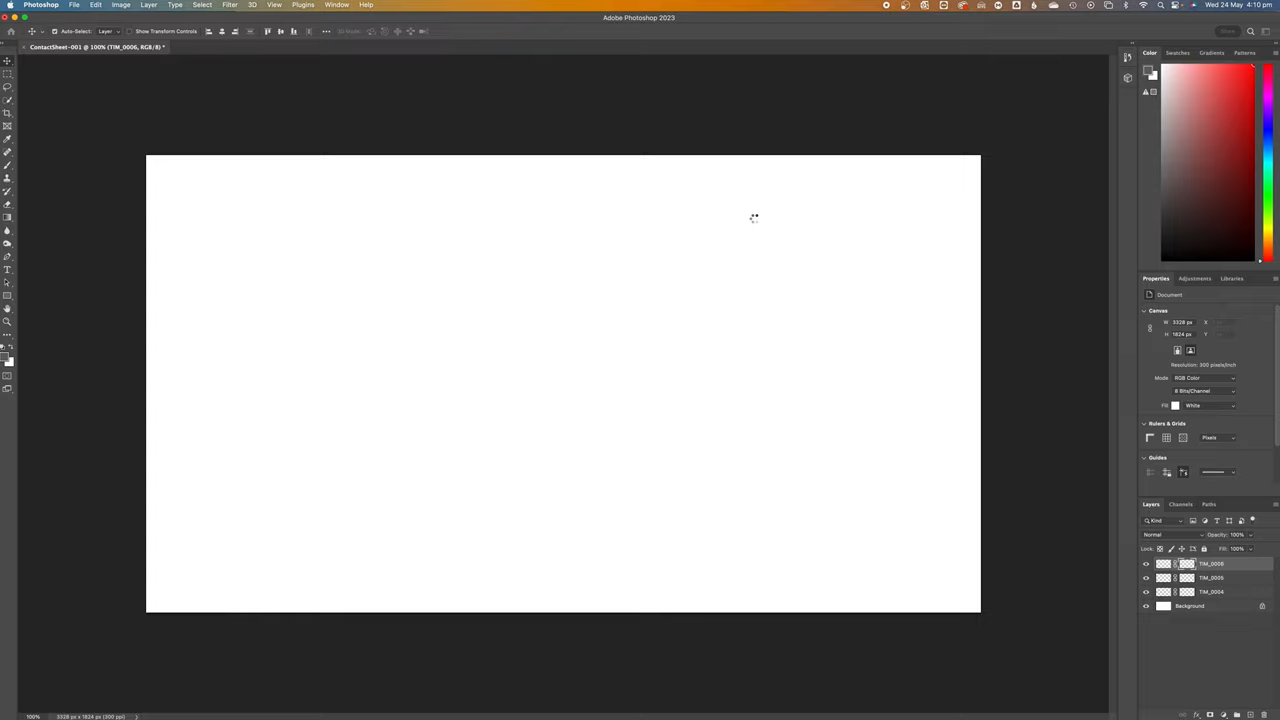 Photoshop File Edit Image Layer Type Select Filter 3D View Plugins Window Help Wed 24 May 4:10 pm
Adobe Photoshop 2023
Auto-Select: Layer Show Transform Controls 3D Mode: Share
ContactSheet-001 @ 100% (TIM_0006, RGB/8) *
Color Swatches Gradients Patterns
Properties Adjustments Libraries
Document
Canvas
W 3328 px X
H 1824 px Y
Resolution: 300 pixels/inch
Mode RGB Color
8 Bits/Channel
Fill White
Rulers & Grids
Pixels
Guides
Layers Channels Paths
Kind
Normal Opacity: 100%
Lock: Fill: 100%
TIM_0006
TIM_0005
TIM_0004
Background
100% 3328 px x 1824 px (300 ppi)